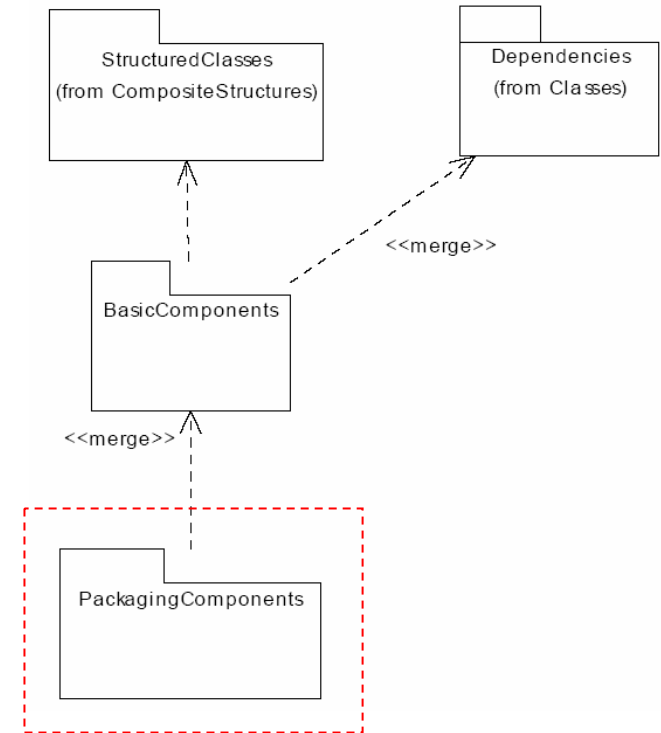 StructuredClasses
(from CompositeStructures)
Dependencies
(from Classes)
<<merge>>
BasicComponents
<<merge>>
PackagingComponents